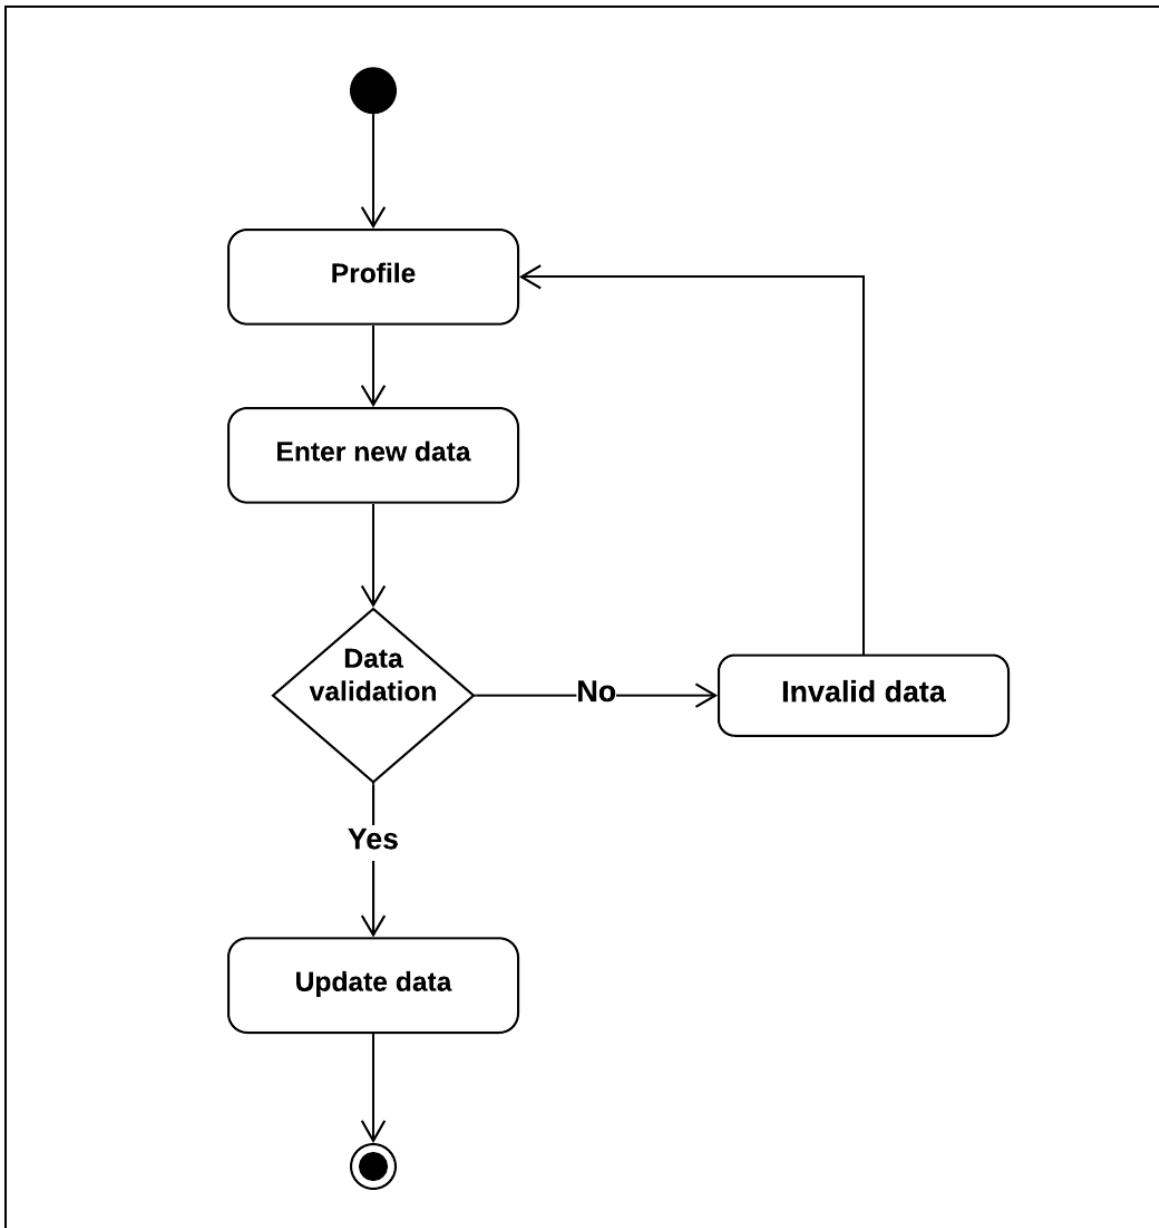 Profile
Enter new data
Data
validation
No
Invalid data
Yes
Update data